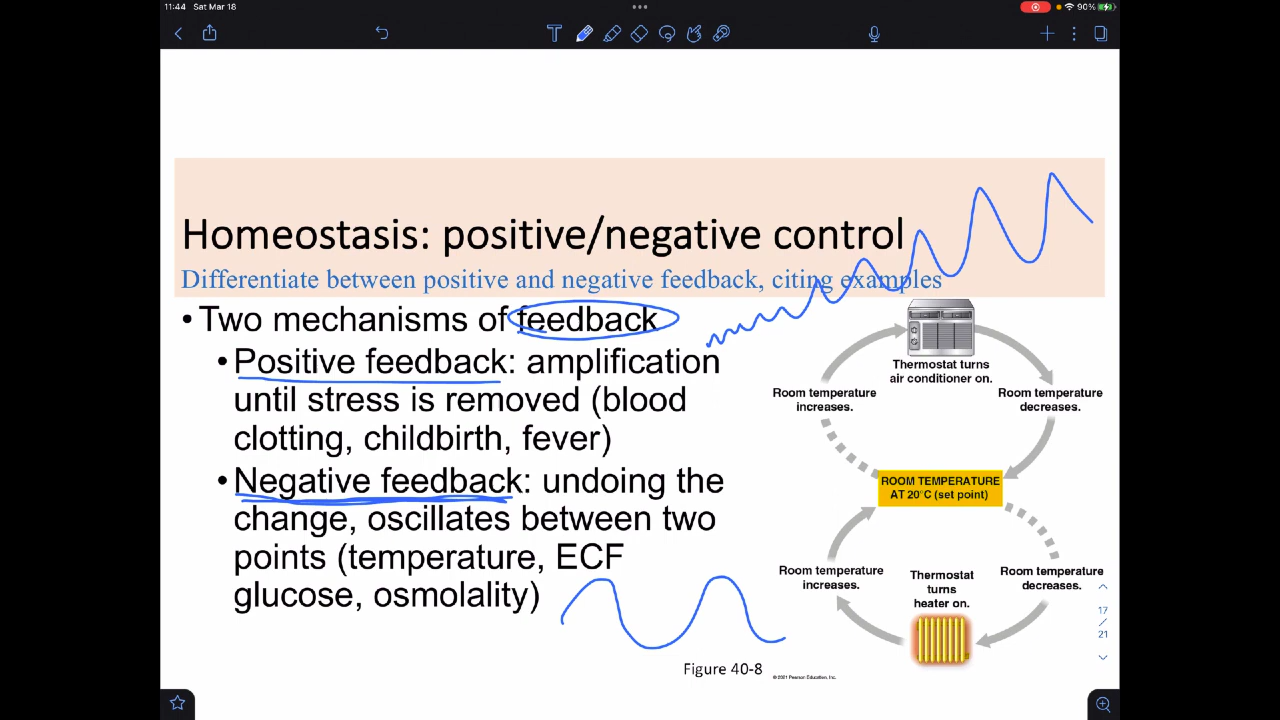 11:44 Sat Mar 18
90%
Homeostasis: positive/negative control
Differentiate between positive and negative feedback, citing examples
• Two mechanisms of feedback
• Positive feedback: amplification
until stress is removed (blood
clotting, childbirth, fever)
• Negative feedback: undoing the
change, oscillates between two
points (temperature, ECF
glucose, osmolality)
Thermostat turns
air conditioner on.
Room temperature
increases.
Room temperature
decreases.
ROOM TEMPERATURE
AT 20°C (set point)
Room temperature
increases.
Thermostat
turns
heater on.
Room temperature
decreases.
Figure 40-8
© 2021 Pearson Education, Inc.
17
/
21